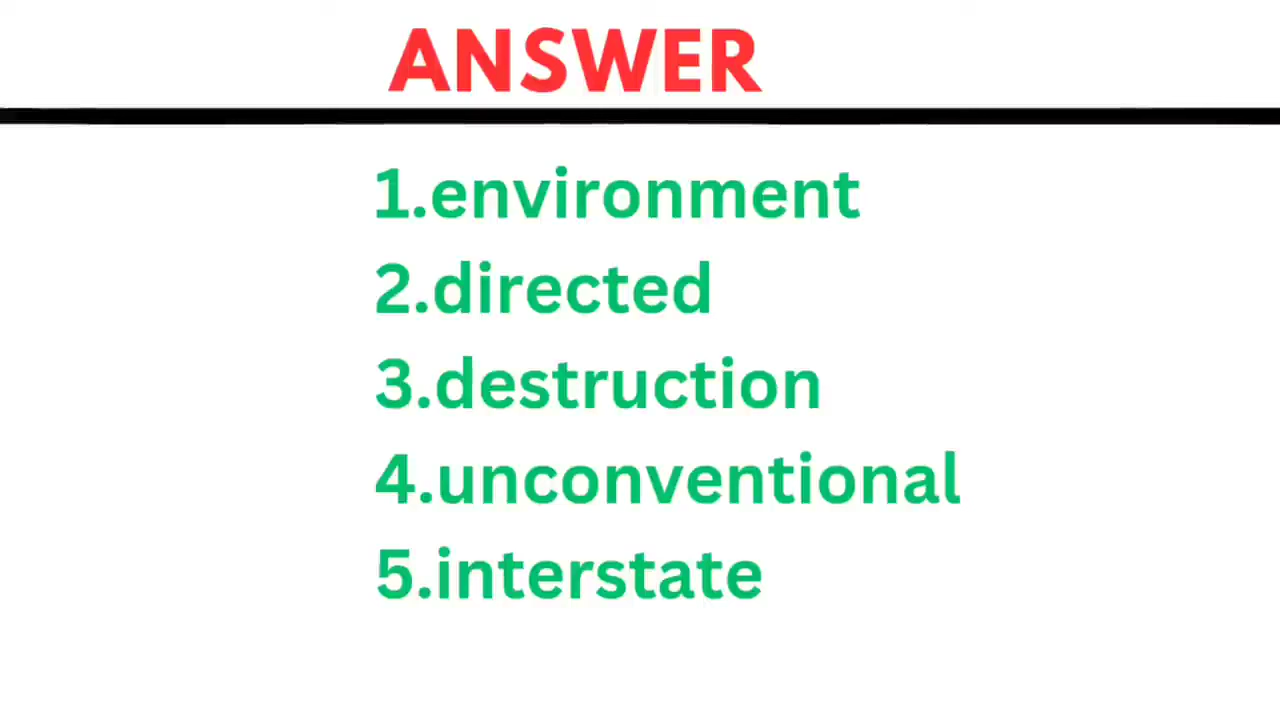 ANSWER
1.environment
2.directed
3.destruction
4.unconventional
5.interstate